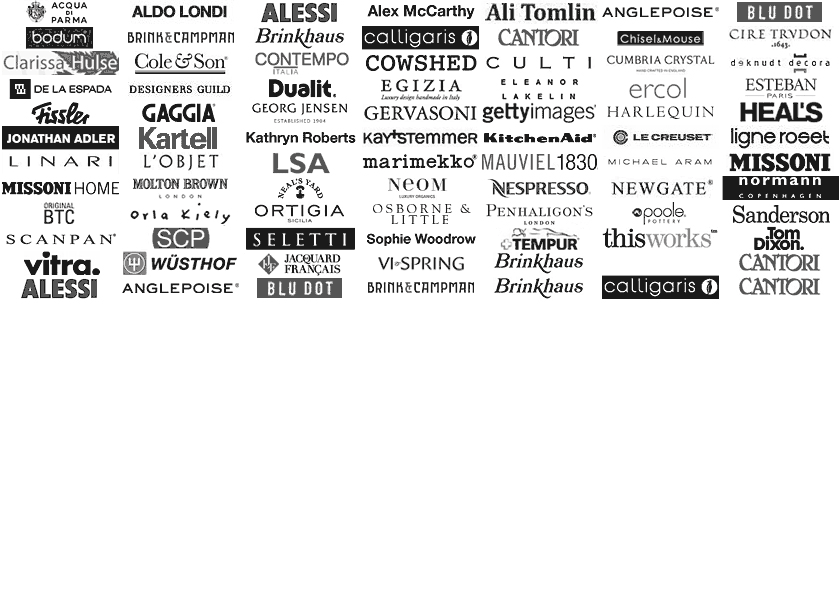 ACQUA DI PARMA
ALDO LONDI
ALESSI
Alex McCarthy
Ali Tomlin
ANGLEPOISE®
BLU DOT
bodum
BRINK&CAMPMAN
Brinkhaus
calligaris
CANTORI
Chisel&Mouse
CIRE TRVDON
.1643.
Clarissa Hulse
Cole & Son®
CONTEMPO
ITALIA
COWSHED
CULTI
CUMBRIA CRYSTAL
HAND CRAFTED IN ENGLAND
deknudt decora
DE LA ESPADA
DESIGNERS GUILD
Dualit.
EGIZIA
Luxury design handmade in Italy
ELEANOR
LAKELIN
ercol
ESTEBAN
PARIS
Fissler
GAGGIA®
GEORG JENSEN
ESTABLISHED 1904
GERVASONI
gettyimages®
HARLEQUIN
HEAL'S
JONATHAN ADLER
Kartell
Kathryn Roberts
KAY+STEMMER
KitchenAid®
LE CREUSET
ligne roset
LINARI
L'OBJET
LSA
marimekko®
MAUVIEL1830
MICHAEL ARAM
MISSONI
MISSONI HOME
MOLTON BROWN
LONDON
NEAL'S YARD
NEOM
LUXURY ORGANICS
NESPRESSO
NEWGATE®
normann
COPENHAGEN
ORIGINAL
BTC
Orla Kiely
ORTIGIA
SICILIA
OSBORNE &
LITTLE
PENHALIGON'S
LONDON
poole
POTTERY
Sanderson
SCANPAN®
SCP
SELETTI
Sophie Woodrow
TEMPUR
thisworks™
Tom
Dixon.
vitra.
WÜSTHOF
JACQUARD
FRANÇAIS
VI-SPRING
Brinkhaus
CANTORI
CANTORI
ALESSI
ANGLEPOISE®
BLU DOT
BRINK&CAMPMAN
Brinkhaus
calligaris
CANTORI